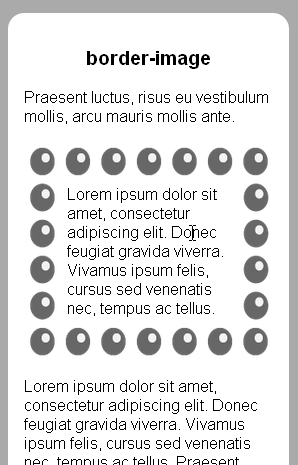 border-image
Praesent luctus, risus eu vestibulum
mollis, arcu mauris mollis ante.
Lorem ipsum dolor sit
amet, consectetur
adipiscing elit. Donec
feugiat gravida viverra.
Vivamus ipsum felis,
cursus sed venenatis
nec, tempus ac tellus.
Lorem ipsum dolor sit amet,
consectetur adipiscing elit. Donec
feugiat gravida viverra. Vivamus
ipsum felis, cursus sed venenatis
nec, tempus ac tellus. Praesent